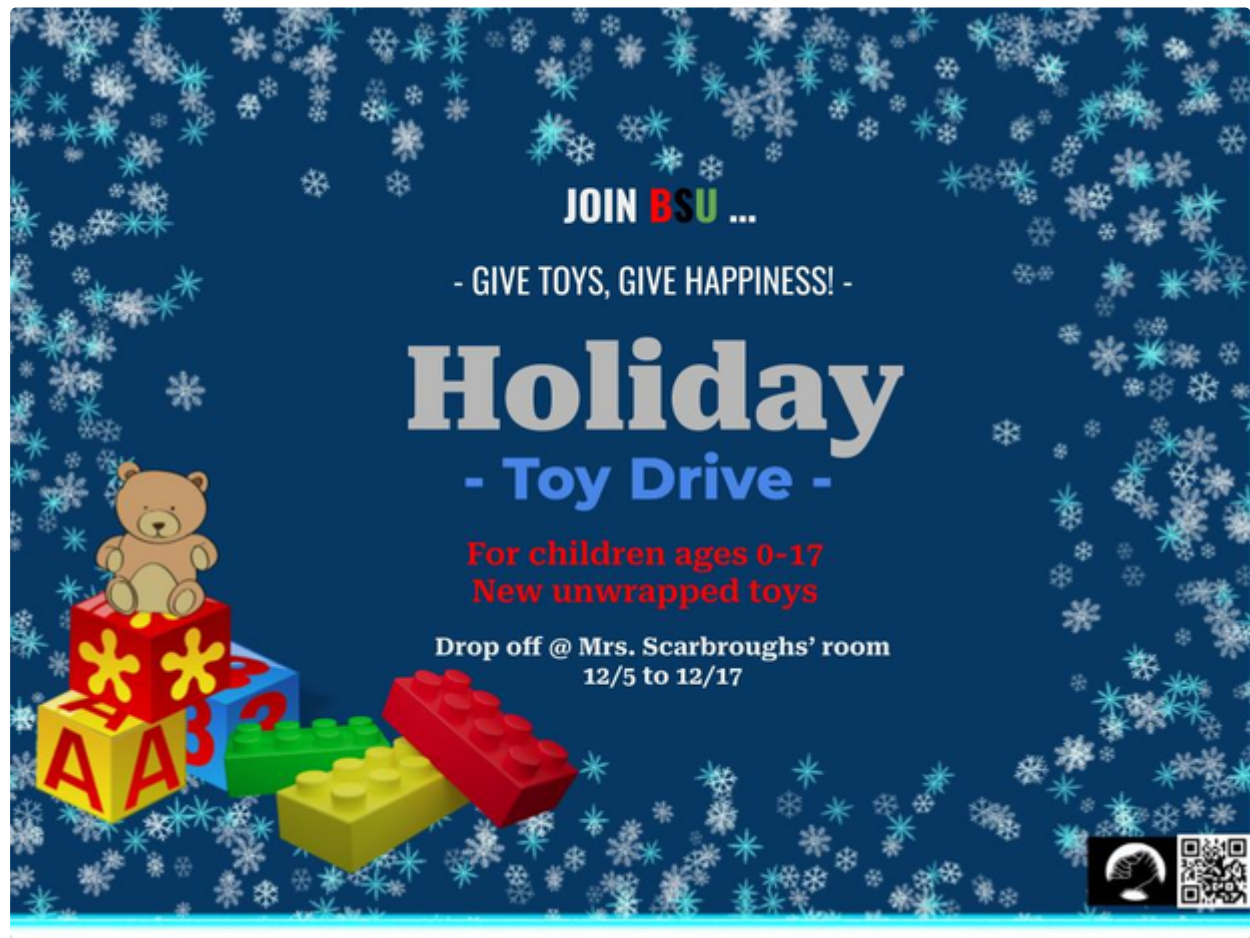 JOIN BSU ...
- GIVE TOYS, GIVE HAPPINESS! -
Holiday
- Toy Drive -
For children ages 0-17
New unwrapped toys
Drop off @ Mrs. Scarbroughs’ room
12/5 to 12/17
A A
B